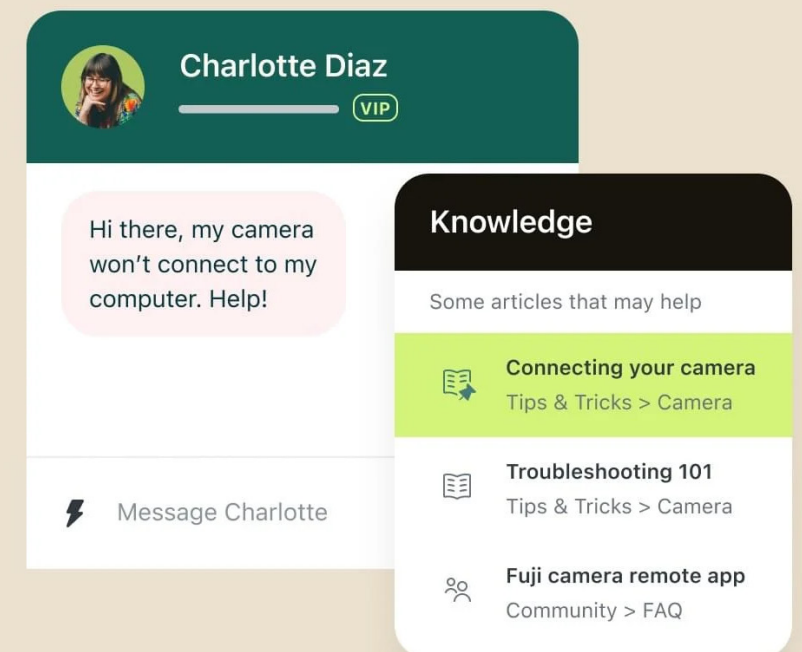 Charlotte Diaz
VIP
Hi there, my camera
won’t connect to my
computer. Help!
Message Charlotte
Knowledge
Some articles that may help
Connecting your camera
Tips & Tricks > Camera
Troubleshooting 101
Tips & Tricks > Camera
Fuji camera remote app
Community > FAQ